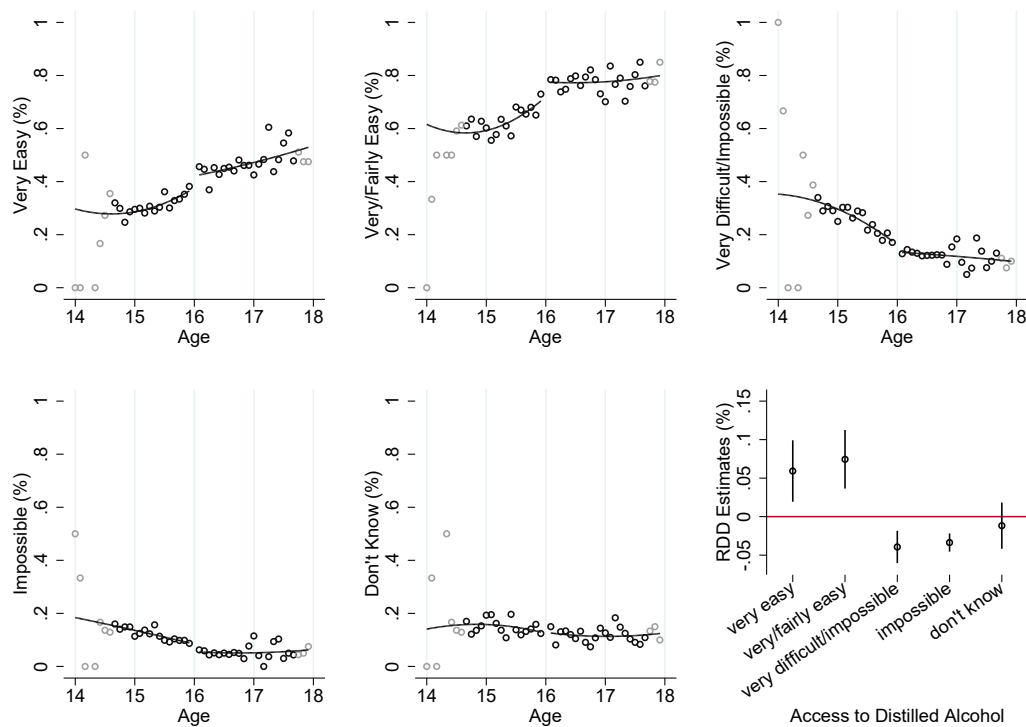 Very Easy (%)
1
.8
.6
.4
.2
0
14 15 16 17 18
Age
Very/Fairly Easy (%)
1
.8
.6
.4
.2
0
14 15 16 17 18
Age
Very Difficult/Impossible (%)
1
.8
.6
.4
.2
0
14 15 16 17 18
Age
Impossible (%)
1
.8
.6
.4
.2
0
14 15 16 17 18
Age
Don't Know (%)
1
.8
.6
.4
.2
0
14 15 16 17 18
Age
RDD Estimates (%)
.15
.1
.05
0
-.05
very easy
very/fairly easy
very difficult/impossible
impossible
don't know
Access to Distilled Alcohol